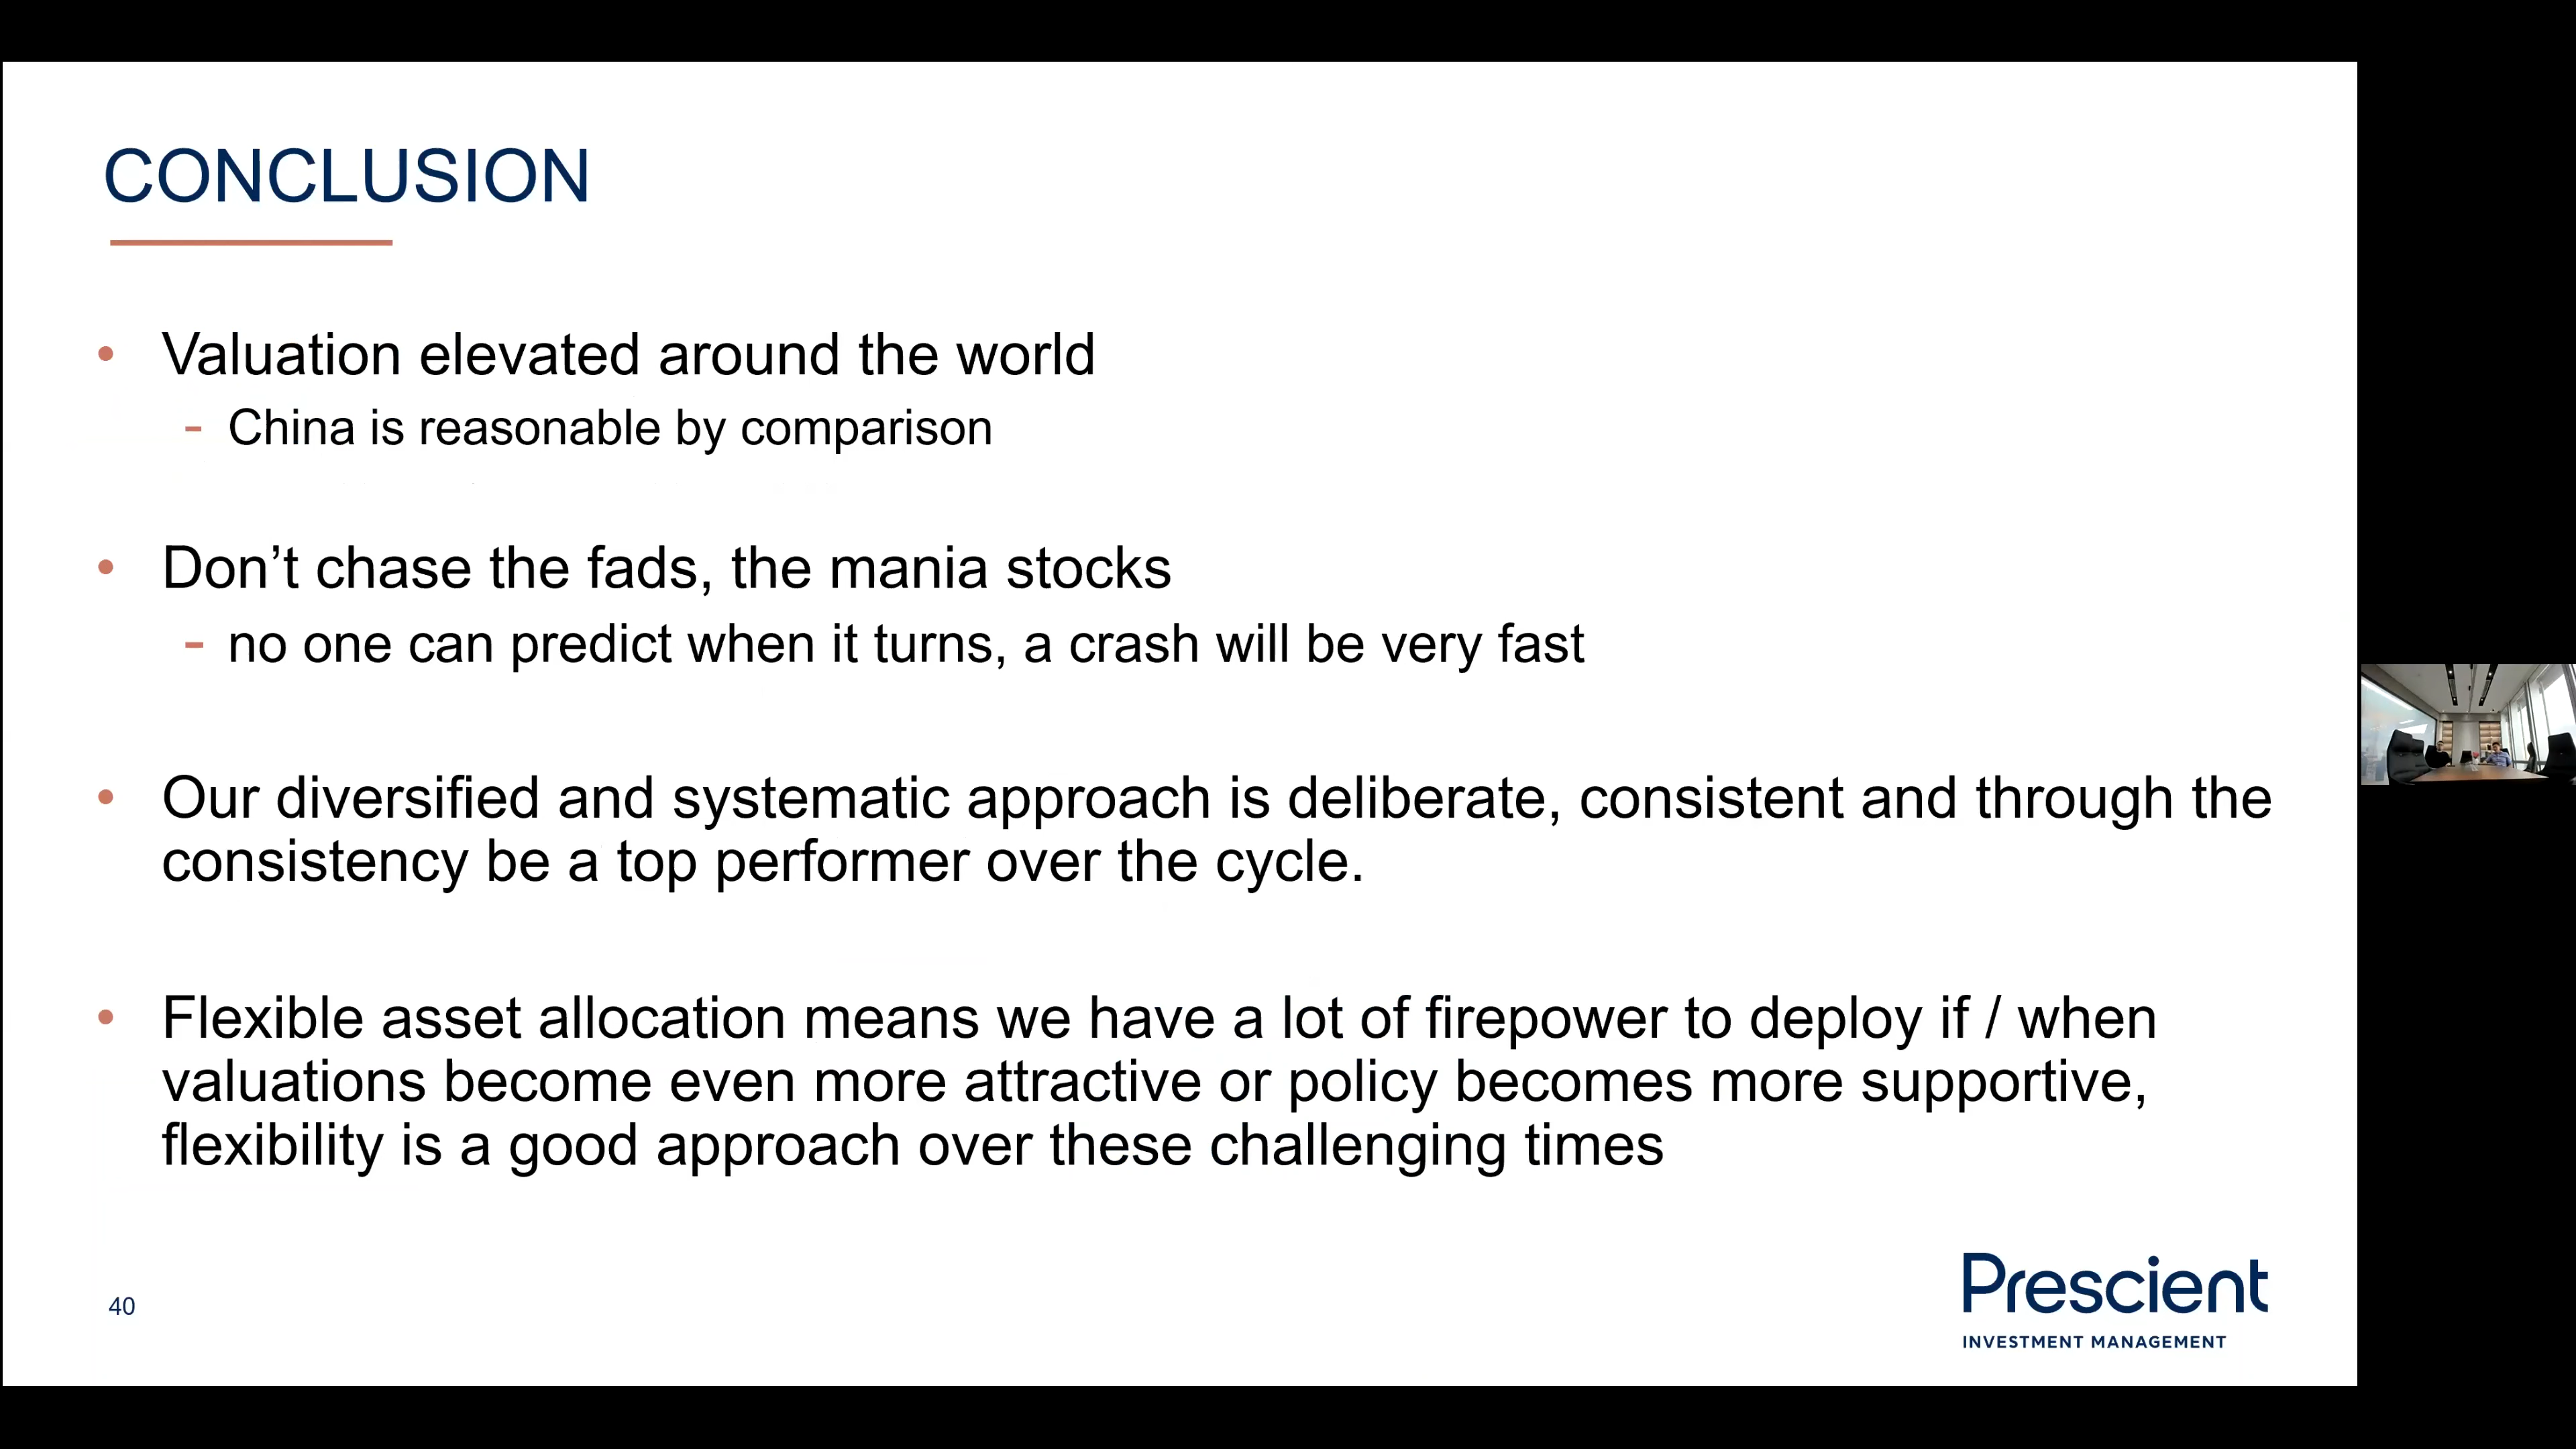 CONCLUSION
• Valuation elevated around the world
- China is reasonable by comparison
• Don’t chase the fads, the mania stocks
- no one can predict when it turns, a crash will be very fast
• Our diversified and systematic approach is deliberate, consistent and through the
consistency be a top performer over the cycle.
• Flexible asset allocation means we have a lot of firepower to deploy if / when
valuations become even more attractive or policy becomes more supportive,
flexibility is a good approach over these challenging times
40
Prescient
INVESTMENT MANAGEMENT